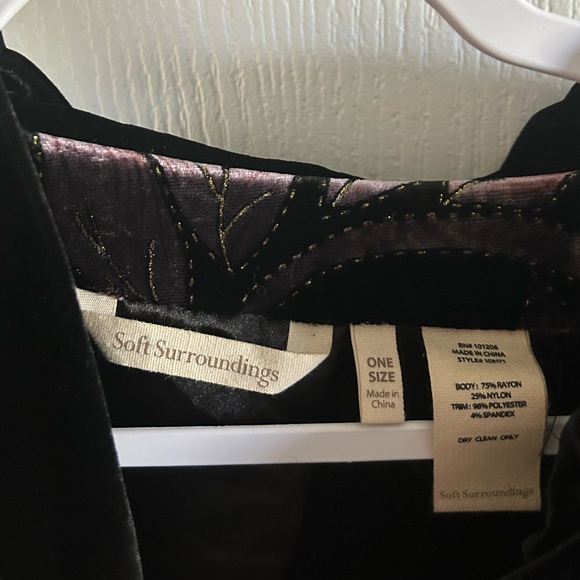 Soft Surroundings
ONE
SIZE
Made in
China
RN# 101206
MADE IN CHINA
STYLE#
BODY: 75% RAYON
25% NYLON
TRIM: 96% POLYESTER
4% SPANDEX
DRY CLEAN ONLY
Soft Surroundings